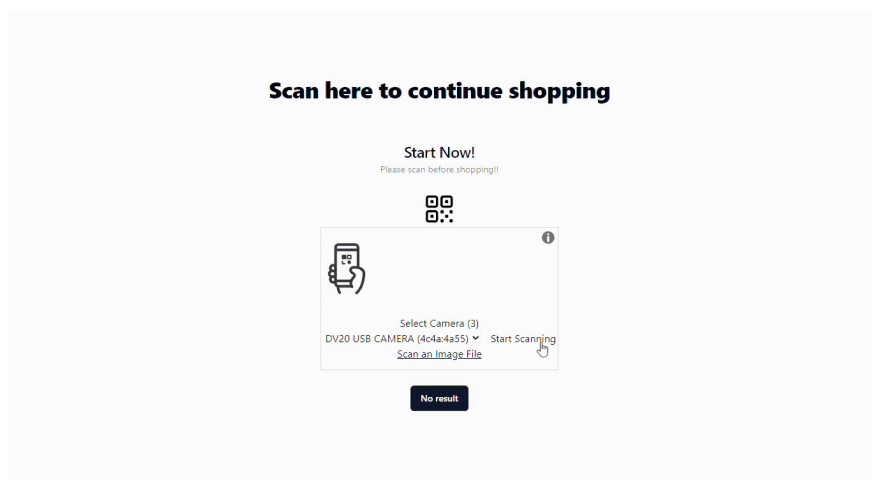 Scan here to continue shopping
Start Now!
Please scan before shopping!!
Select Camera (3)
DV20 USB CAMERA (4c4a:4a55) Start Scanning
Scan an Image File
No result